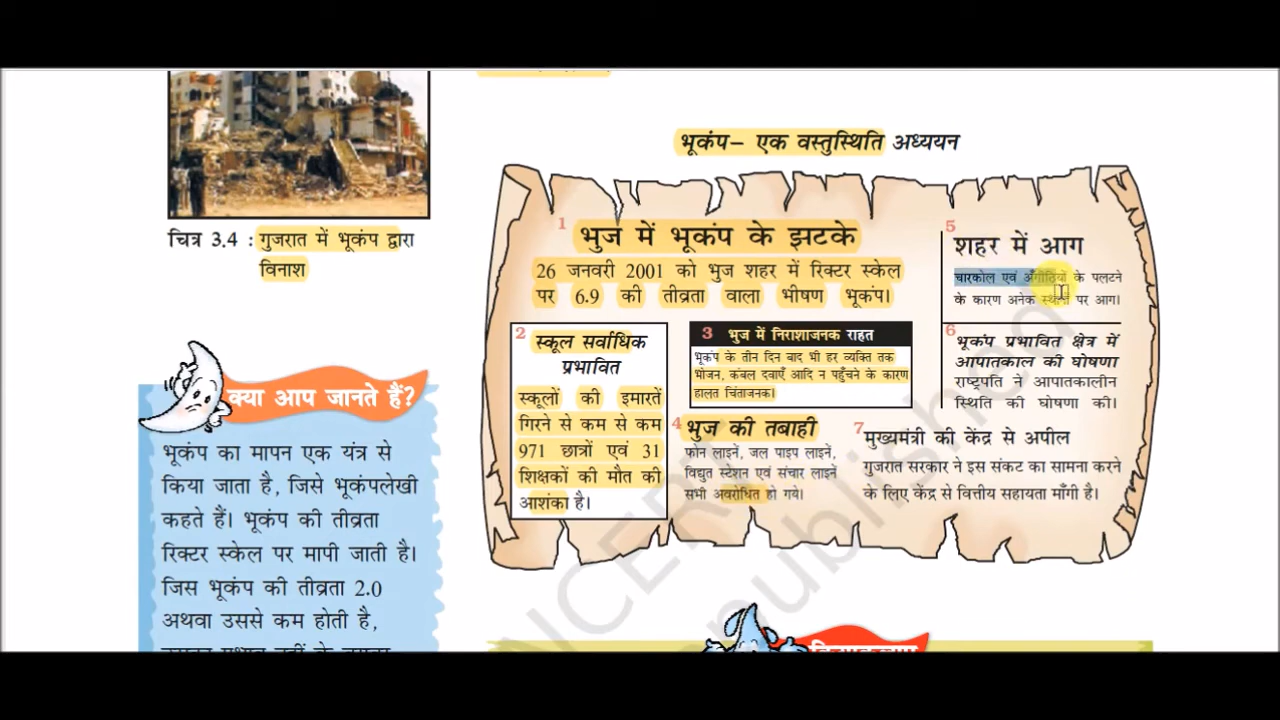 भूकंप– एक वस्तुस्थिति अध्ययन
चित्र 3.4 : गुजरात में भूकंप द्वारा
विनाश
1
भुज में भूकंप के झटके
26 जनवरी 2001 को भुज शहर में रिक्टर स्केल
पर 6.9 की तीव्रता वाला भीषण भूकंप।
2
स्कूल सर्वाधिक
प्रभावित
स्कूलों की इमारतें
गिरने से कम से कम
971 छात्रों एवं 31
शिक्षकों की मौत की
आशंका है।
3
भुज में निराशाजनक राहत
भूकंप के तीन दिन बाद भी हर व्यक्ति तक
भोजन, कंबल दवाएँ आदि न पहुँचने के कारण
हालत चिंताजनक।
4
भुज की तबाही
फोन लाइनें, जल पाइप लाइनें,
विद्युत स्टेशन एवं संचार लाइनें
सभी अवरोधित हो गये।
5
शहर में आग
चारकोल एवं अँगीठियों के पलटने
के कारण अनेक स्थानों पर आग।
6
भूकंप प्रभावित क्षेत्र में
आपातकाल की घोषणा
राष्ट्रपति ने आपातकालीन
स्थिति की घोषणा की।
7
मुख्यमंत्री की केंद्र से अपील
गुजरात सरकार ने इस संकट का सामना करने
के लिए केंद्र से वित्तीय सहायता माँगी है।
क्या आप जानते हैं?
भूकंप का मापन एक यंत्र से
किया जाता है, जिसे भूकंपलेखी
कहते हैं। भूकंप की तीव्रता
रिक्टर स्केल पर मापी जाती है।
जिस भूकंप की तीव्रता 2.0
अथवा उससे कम होती है,
NCERT
published